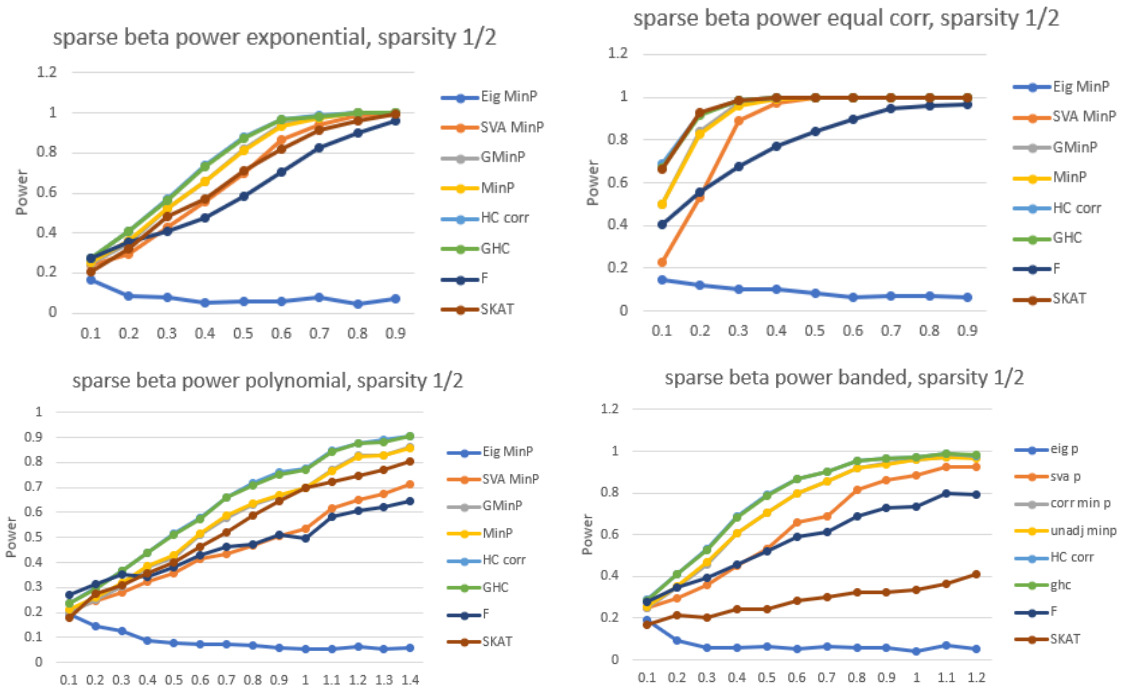 sparse beta power exponential, sparsity 1/2
1.2
1
0.8
0.6
0.4
0.2
0
Power
0.1 0.2 0.3 0.4 0.5 0.6 0.7 0.8 0.9
Eig MinP
SVA MinP
GMinP
MinP
HC corr
GHC
F
SKAT
sparse beta power equal corr, sparsity 1/2
1.2
1
0.8
0.6
0.4
0.2
0
Power
0.1 0.2 0.3 0.4 0.5 0.6 0.7 0.8 0.9
Eig MinP
SVA MinP
GMinP
MinP
HC corr
GHC
F
SKAT
sparse beta power polynomial, sparsity 1/2
1
0.9
0.8
0.7
0.6
0.5
0.4
0.3
0.2
0.1
0
Power
0.1 0.2 0.3 0.4 0.5 0.6 0.7 0.8 0.9 1 1.1 1.2 1.3 1.4
Eig MinP
SVA MinP
GMinP
MinP
HC corr
GHC
F
SKAT
sparse beta power banded, sparsity 1/2
1.2
1
0.8
0.6
0.4
0.2
0
Power
0.1 0.2 0.3 0.4 0.5 0.6 0.7 0.8 0.9 1 1.1 1.2
eig p
sva p
corr min p
unadj minp
HC corr
ghc
F
SKAT